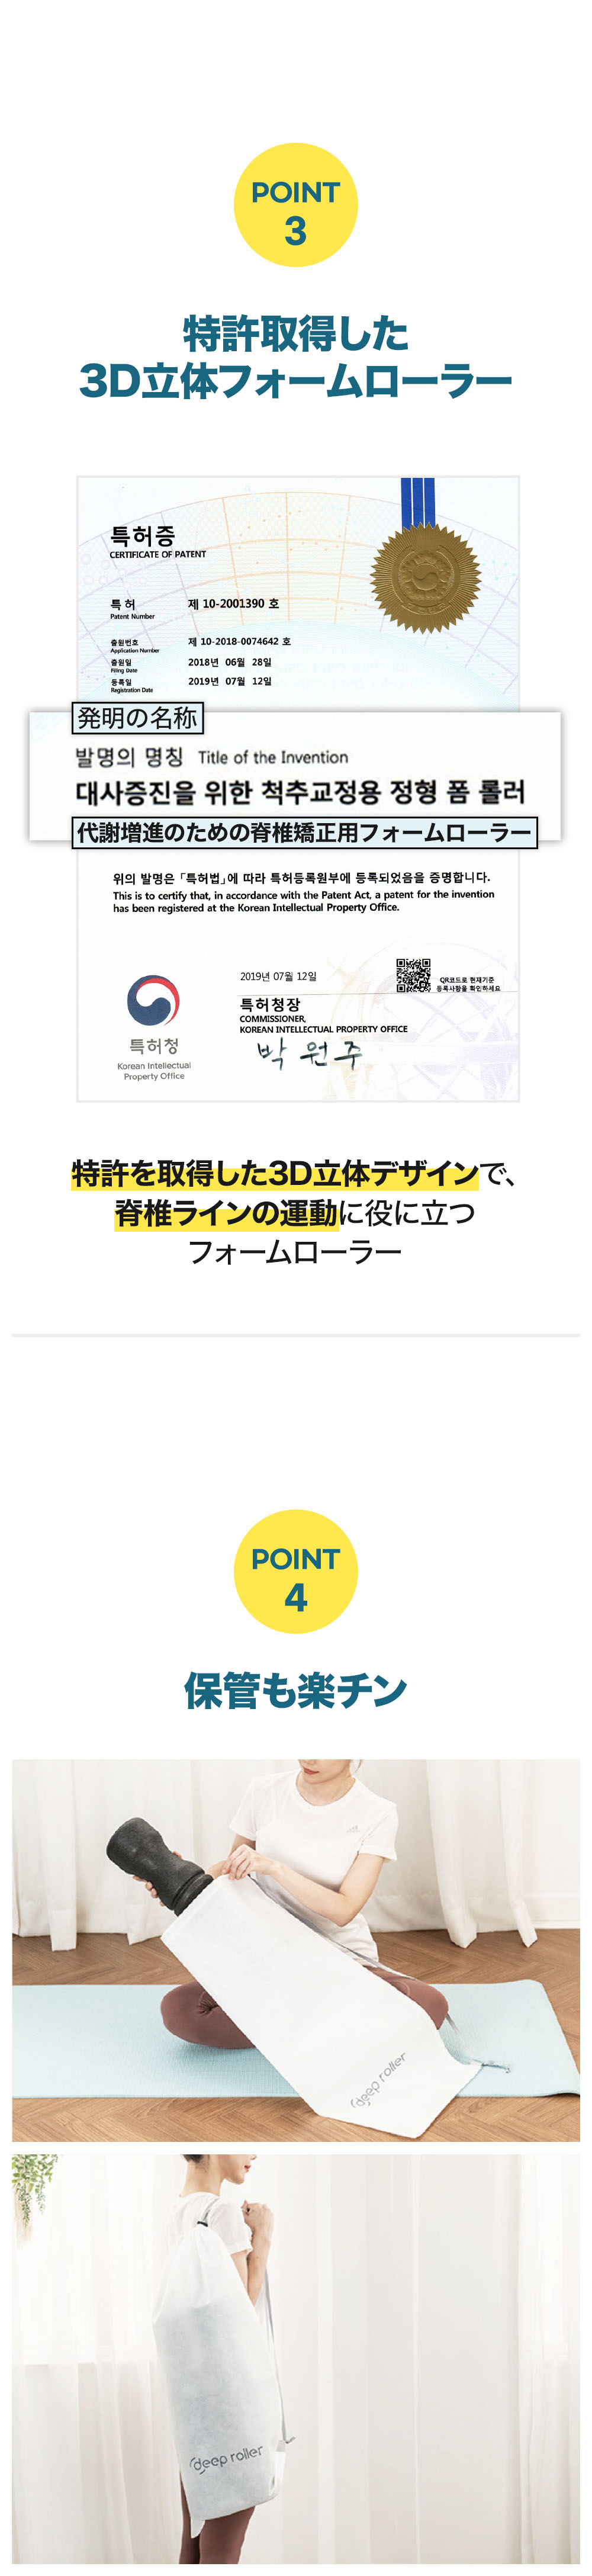 POINT
3
特許取得した
3D立体フォームローラー
특허증
CERTIFICATE OF PATENT
특허 제 10-2001390 호
Patent Number
출원번호 제 10-2018-0074642 호
Application Number
출원일 2018년 06월 28일
Filing Date
등록일 2019년 07월 12일
Registration Date
発明の名称
발명의 명칭 Title of the Invention
대사증진을 위한 척추교정용 정형 폼 롤러
代謝増進のための脊椎矯正用フォームローラー
위의 발명은 「특허법」에 따라 특허등록원부에 등록되었음을 증명합니다.
This is to certify that, in accordance with the Patent Act, a patent for the invention
has been registered at the Korean Intellectual Property Office.
2019년 07월 12일
QR코드로 현재기준
등록사항을 확인하세요
특허청장
COMMISSIONER,
KOREAN INTELLECTUAL PROPERTY OFFICE
박원주
특허청
Korean Intellectual
Property Office
特許を取得した3D立体デザインで、
脊椎ラインの運動に役に立つ
フォームローラー
POINT
4
保管も楽チン
deep roller
deep roller